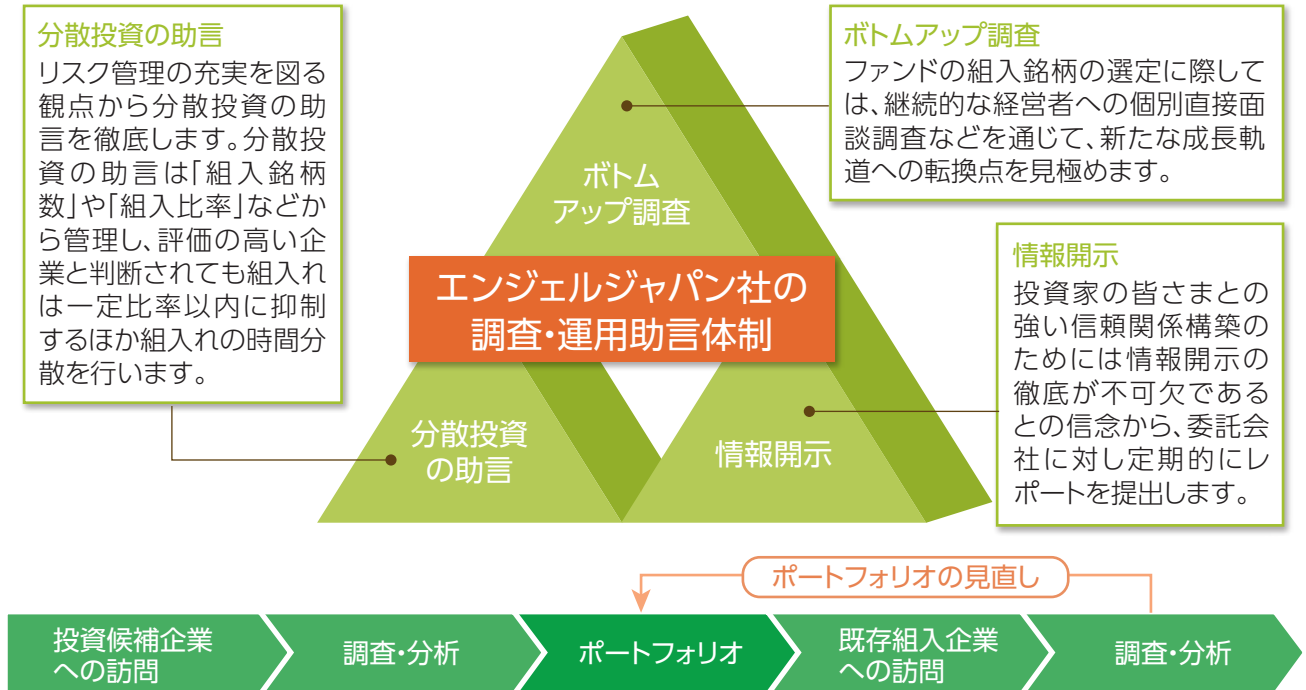 分散投資の助言
リスク管理の充実を図る
観点から分散投資の助
言を徹底します。分散投
資の助言は「組入銘柄
数」や「組入比率」などか
ら管理し、評価の高い企
業と判断されても組入れ
は一定比率以内に抑制
するほか組入れの時間分
散を行います。
ボトムアップ調査
ファンドの組入銘柄の選定に際して
は、継続的な経営者への個別直接面
談調査などを通じて、新たな成長軌
道への転換点を見極めます。
ボトム
アップ調査
エンジェルジャパン社の
調査・運用助言体制
情報開示
投資家の皆さまとの
強い信頼関係構築の
ためには情報開示の
徹底が不可欠である
との信念から、委託会
社に対し定期的にレ
ポートを提出します。
分散投資
の助言
情報開示
ポートフォリオの見直し
投資候補企業
への訪問
調査・分析
ポートフォリオ
既存組入企業
への訪問
調査・分析